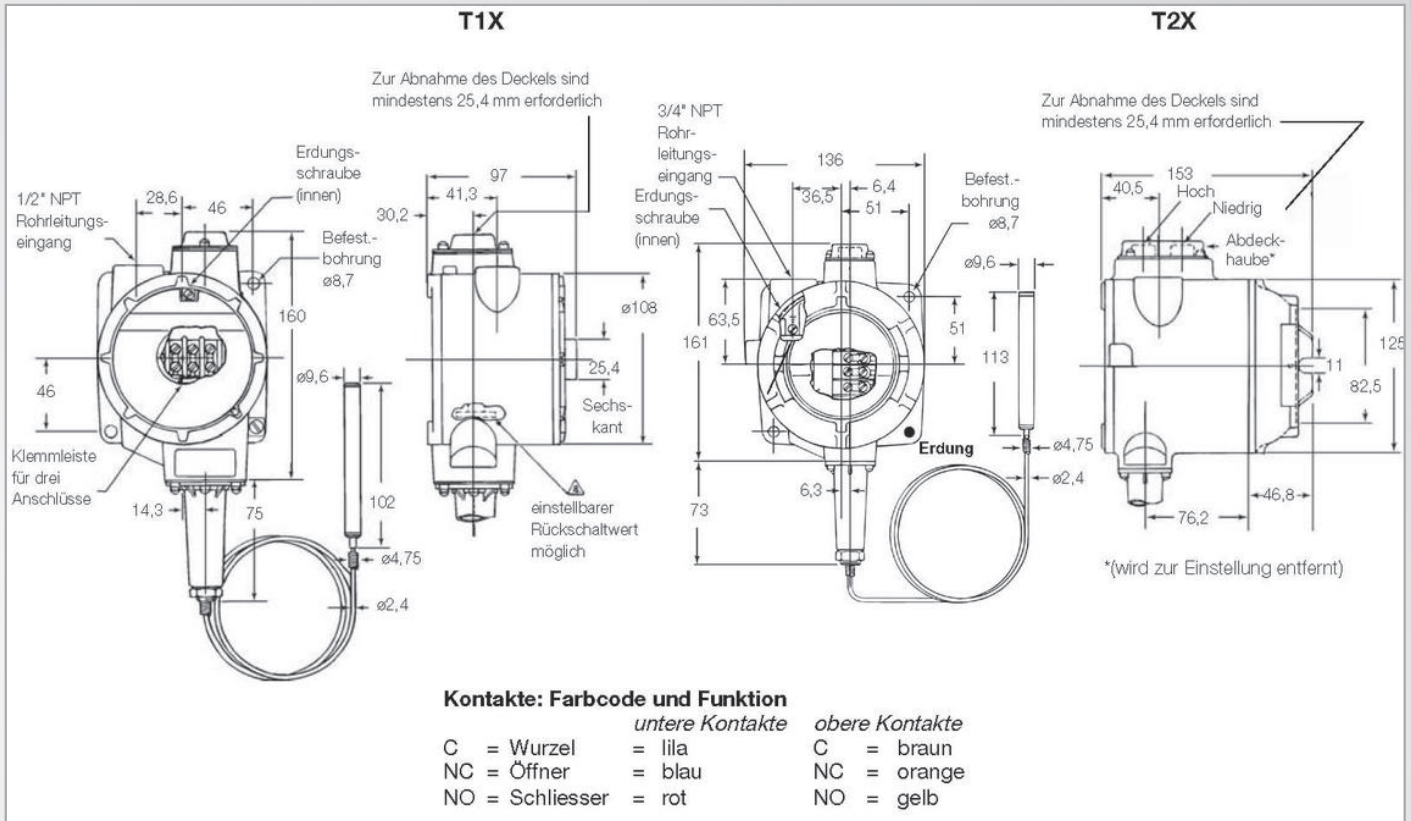 T1X
T2X
Zur Abnahme des Deckels sind
mindestens 25,4 mm erforderlich
Erdungs-
schraube
(innen)
1/2" NPT
Rohrleitungs-
eingang
28,6
46
Befest.-
bohrung
ø8,7
160
46
Klemmleiste
für drei
Anschlüsse
14,3
75
ø9,6
102
ø4,75
ø2,4
97
41,3
30,2
ø108
25,4
Sechs-
kant
einstellbarer
Rückschaltwert
möglich
3/4" NPT
Rohr-
leitungs-
eingang
Erdungs-
schraube
(innen)
136
36,5
6,4
51
Befest.-
bohrung
ø8,7
63,5
161
51
73
6,3
Erdung
ø9,6
113
ø4,75
ø2,4
Zur Abnahme des Deckels sind
mindestens 25,4 mm erforderlich
153
40,5
Hoch
Niedrig
Abdeck-
haube*
125
11
82,5
46,8
76,2
*(wird zur Einstellung entfernt)
Kontakte: Farbcode und Funktion
untere Kontakte obere Kontakte
C = Wurzel = lila C = braun
NC = Öffner = blau NC = orange
NO = Schliesser = rot NO = gelb